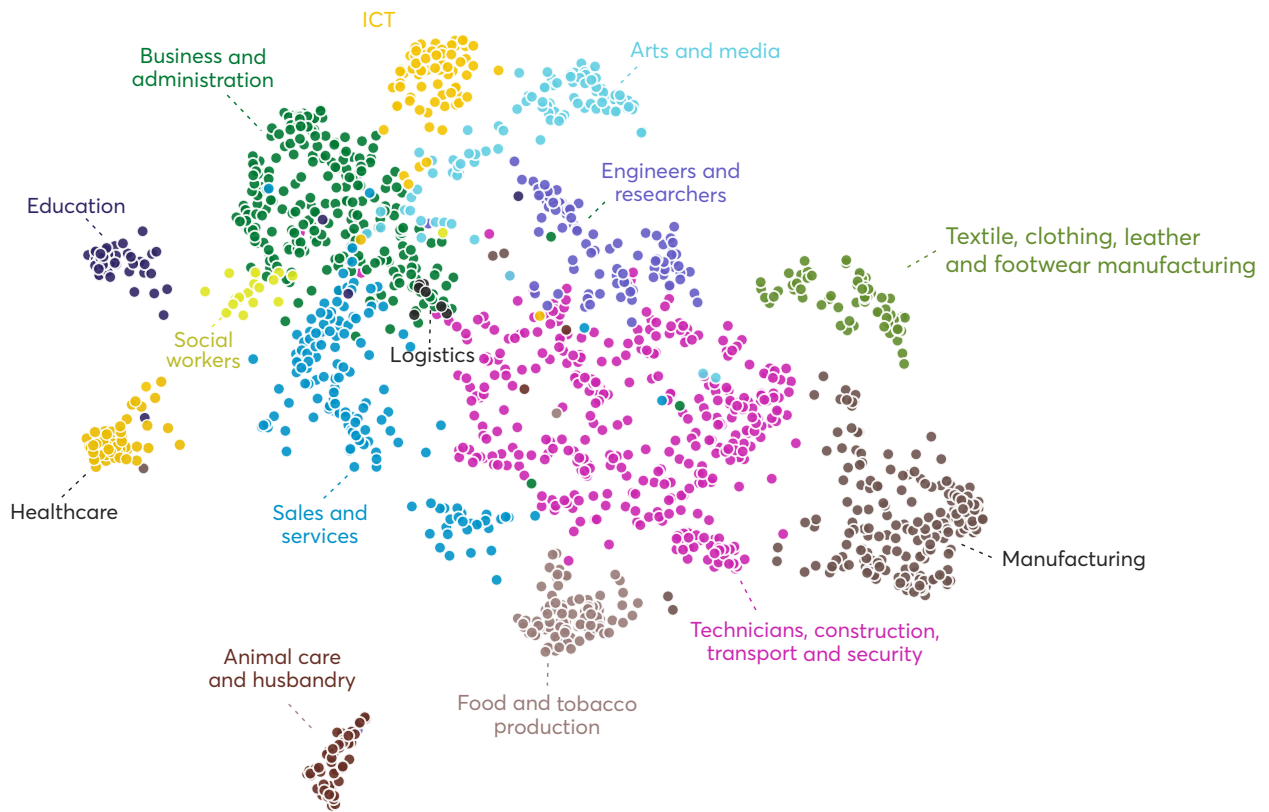 ICT
Business and
administration
Arts and media
Engineers and
researchers
Education
Textile, clothing, leather
and footwear manufacturing
Social
workers
Logistics
Healthcare
Sales and
services
Manufacturing
Technicians, construction,
transport and security
Animal care
and husbandry
Food and tobacco
production